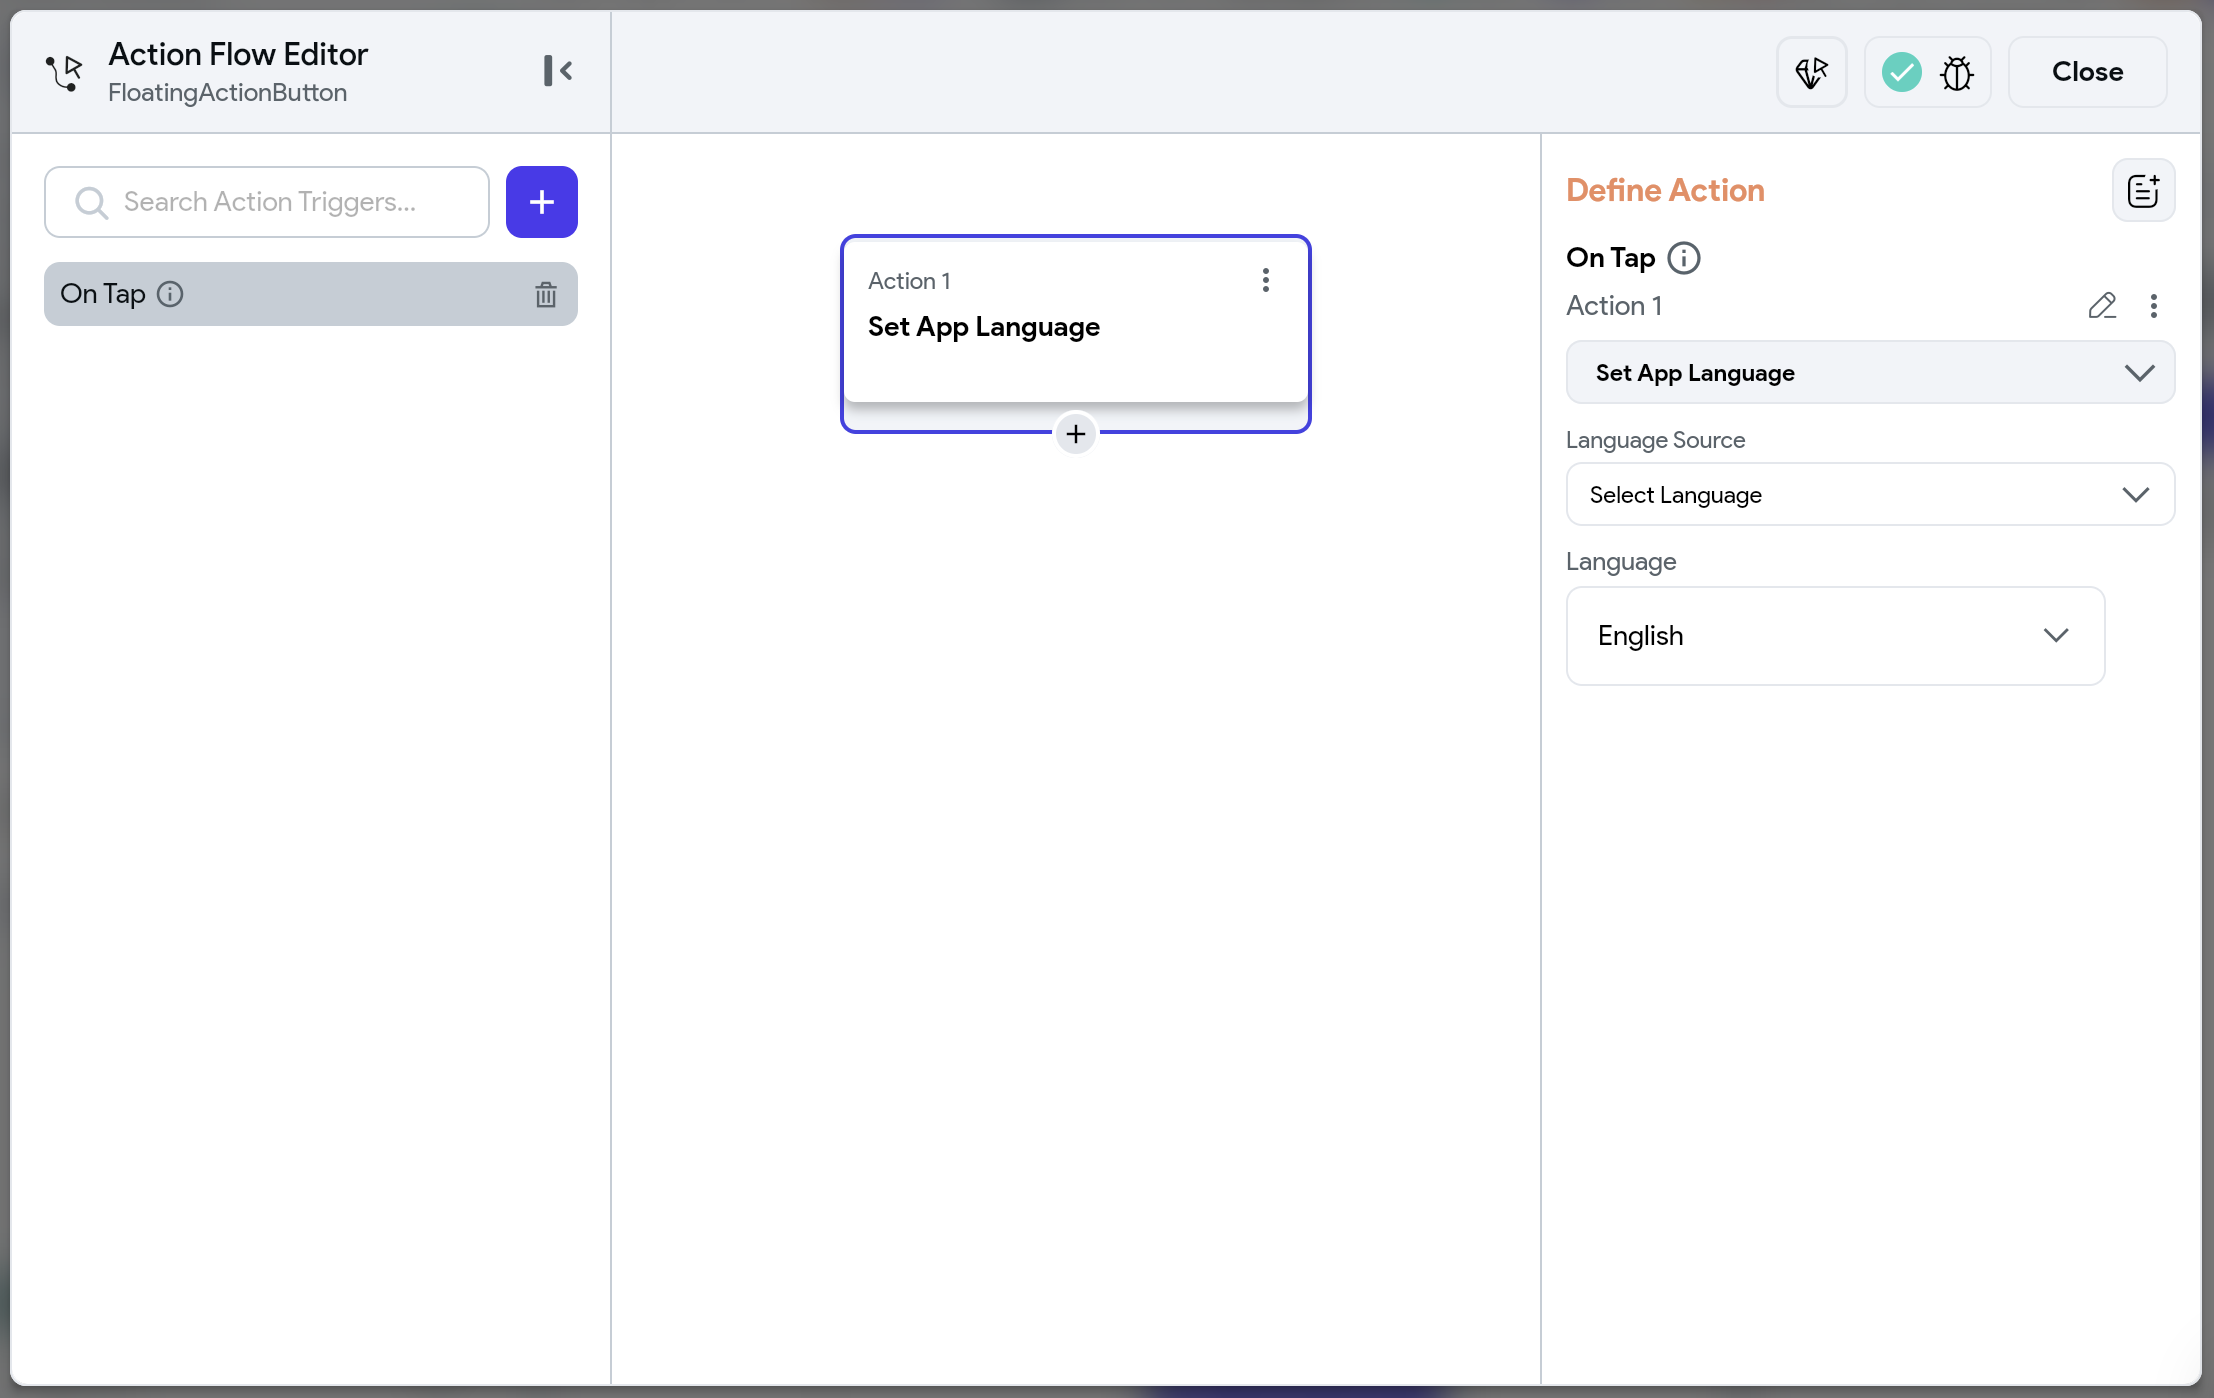 Action Flow Editor
FloatingActionButton
Close
Search Action Triggers...
On Tap
Action 1
Set App Language
Define Action
On Tap
Action 1
Set App Language
Language Source
Select Language
Language
English